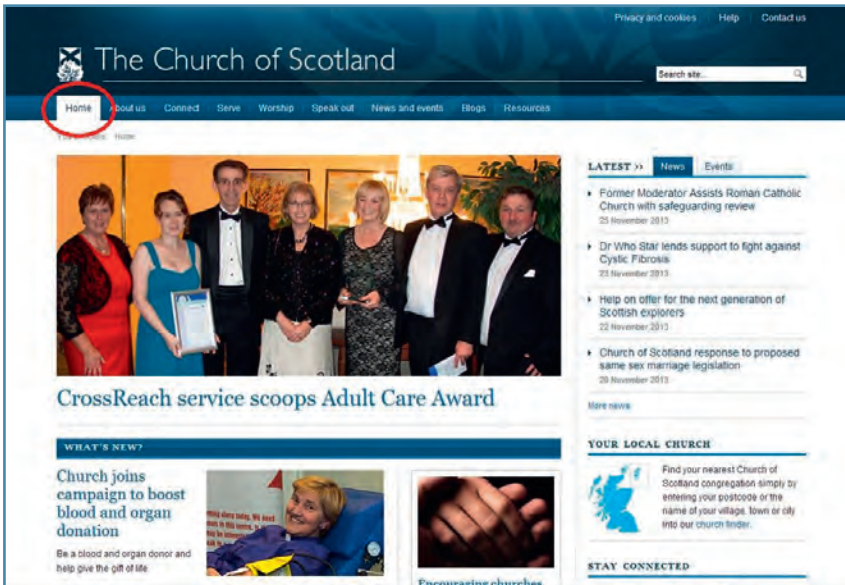 Privacy and cookies Help Contact us
The Church of Scotland
Search site...
Home About us Connect Serve Worship Speak out News and events Blogs Resources
Home
LATEST >> News Events
Former Moderator Assists Roman Catholic
Church with safeguarding review
25 November 2013
Dr Who Star lends support to fight against
Cystic Fibrosis
23 November 2013
Help on offer for the next generation of
Scottish explorers
22 November 2013
Church of Scotland response to proposed
same sex marriage legislation
20 November 2013
More news
CrossReach service scoops Adult Care Award
WHAT'S NEW?
Church joins
campaign to boost
blood and organ
donation
Be a blood and organ donor and
help give the gift of life
Encouraging churches
YOUR LOCAL CHURCH
Find your nearest Church of
Scotland congregation simply by
entering your postcode or the
name of your village, town or city
into our church finder.
STAY CONNECTED